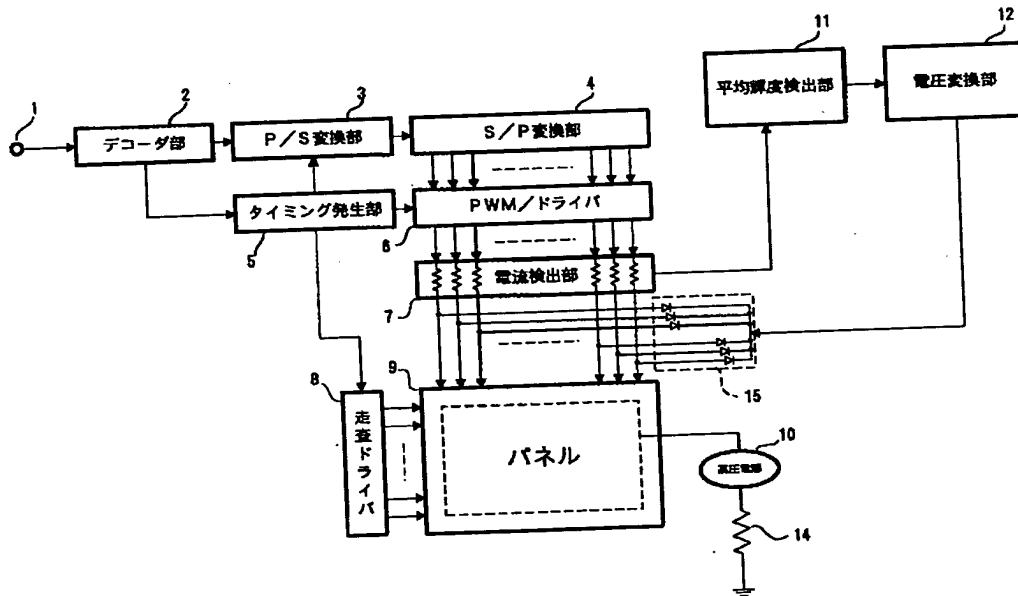 11
12
平均輝度検出部
電圧変換部
1
2
3
4
デコーダ部
P/S変換部
S/P変換部
タイミング発生部
PWM/ドライバ
5
6
電流検出部
7
15
8
9
走査ドライバ
パネル
10
高圧電源
14